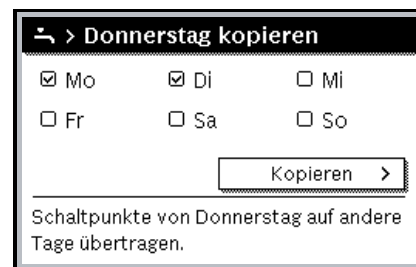 > Donnerstag kopieren
Mo Di Mi
Fr Sa So
Kopieren >
Schaltpunkte von Donnerstag auf andere
Tage übertragen.